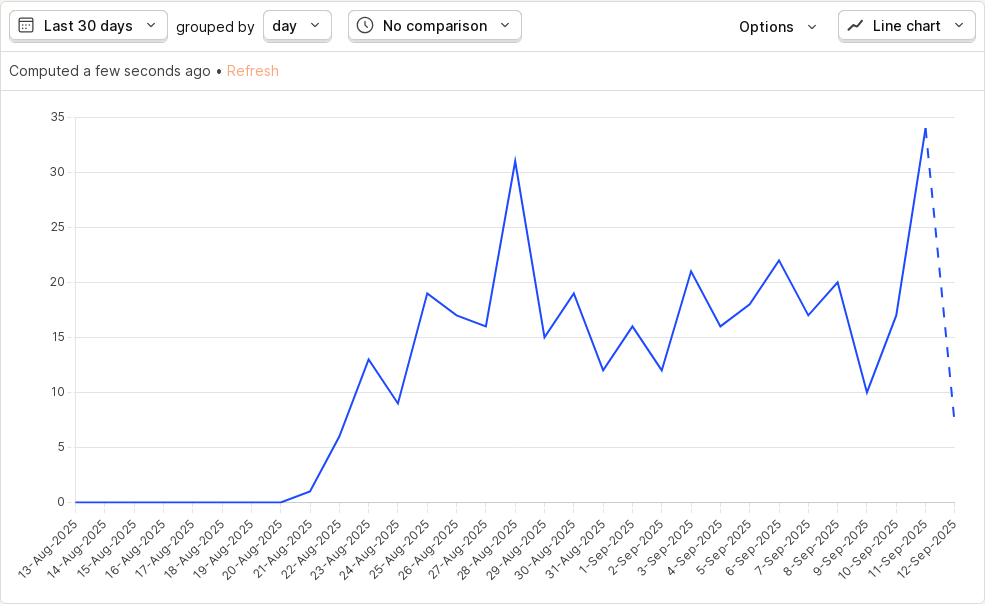 Last 30 days grouped by day No comparison Options Line chart
Computed a few seconds ago • Refresh
35
30
25
20
15
10
5
0
13-Aug-2025
14-Aug-2025
15-Aug-2025
16-Aug-2025
17-Aug-2025
18-Aug-2025
19-Aug-2025
20-Aug-2025
21-Aug-2025
22-Aug-2025
23-Aug-2025
24-Aug-2025
25-Aug-2025
26-Aug-2025
27-Aug-2025
28-Aug-2025
29-Aug-2025
30-Aug-2025
31-Aug-2025
1-Sep-2025
2-Sep-2025
3-Sep-2025
4-Sep-2025
5-Sep-2025
6-Sep-2025
7-Sep-2025
8-Sep-2025
9-Sep-2025
10-Sep-2025
11-Sep-2025
12-Sep-2025